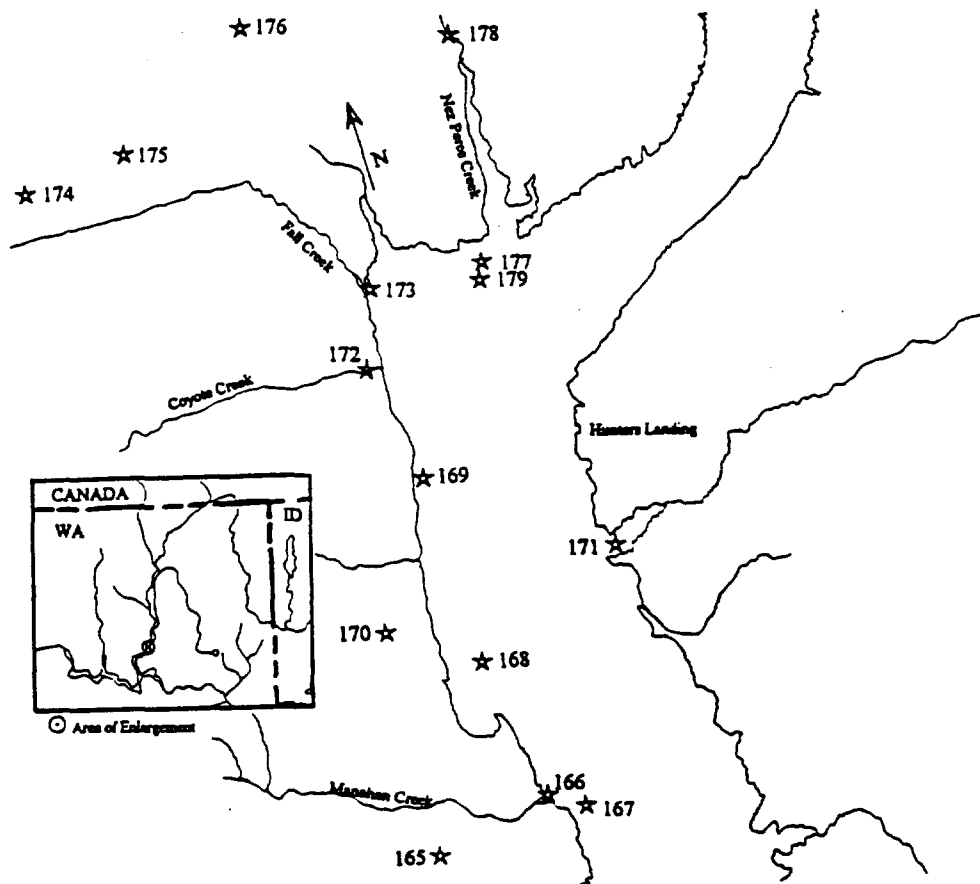 176
178
Nez Perce Creek
N
175
174
Fall Creek
177
179
173
172
Coyote Creek
Hunters Landing
169
CANADA
WA
ID
171
170
168
Area of Enlargement
166
Manahan Creek
167
165